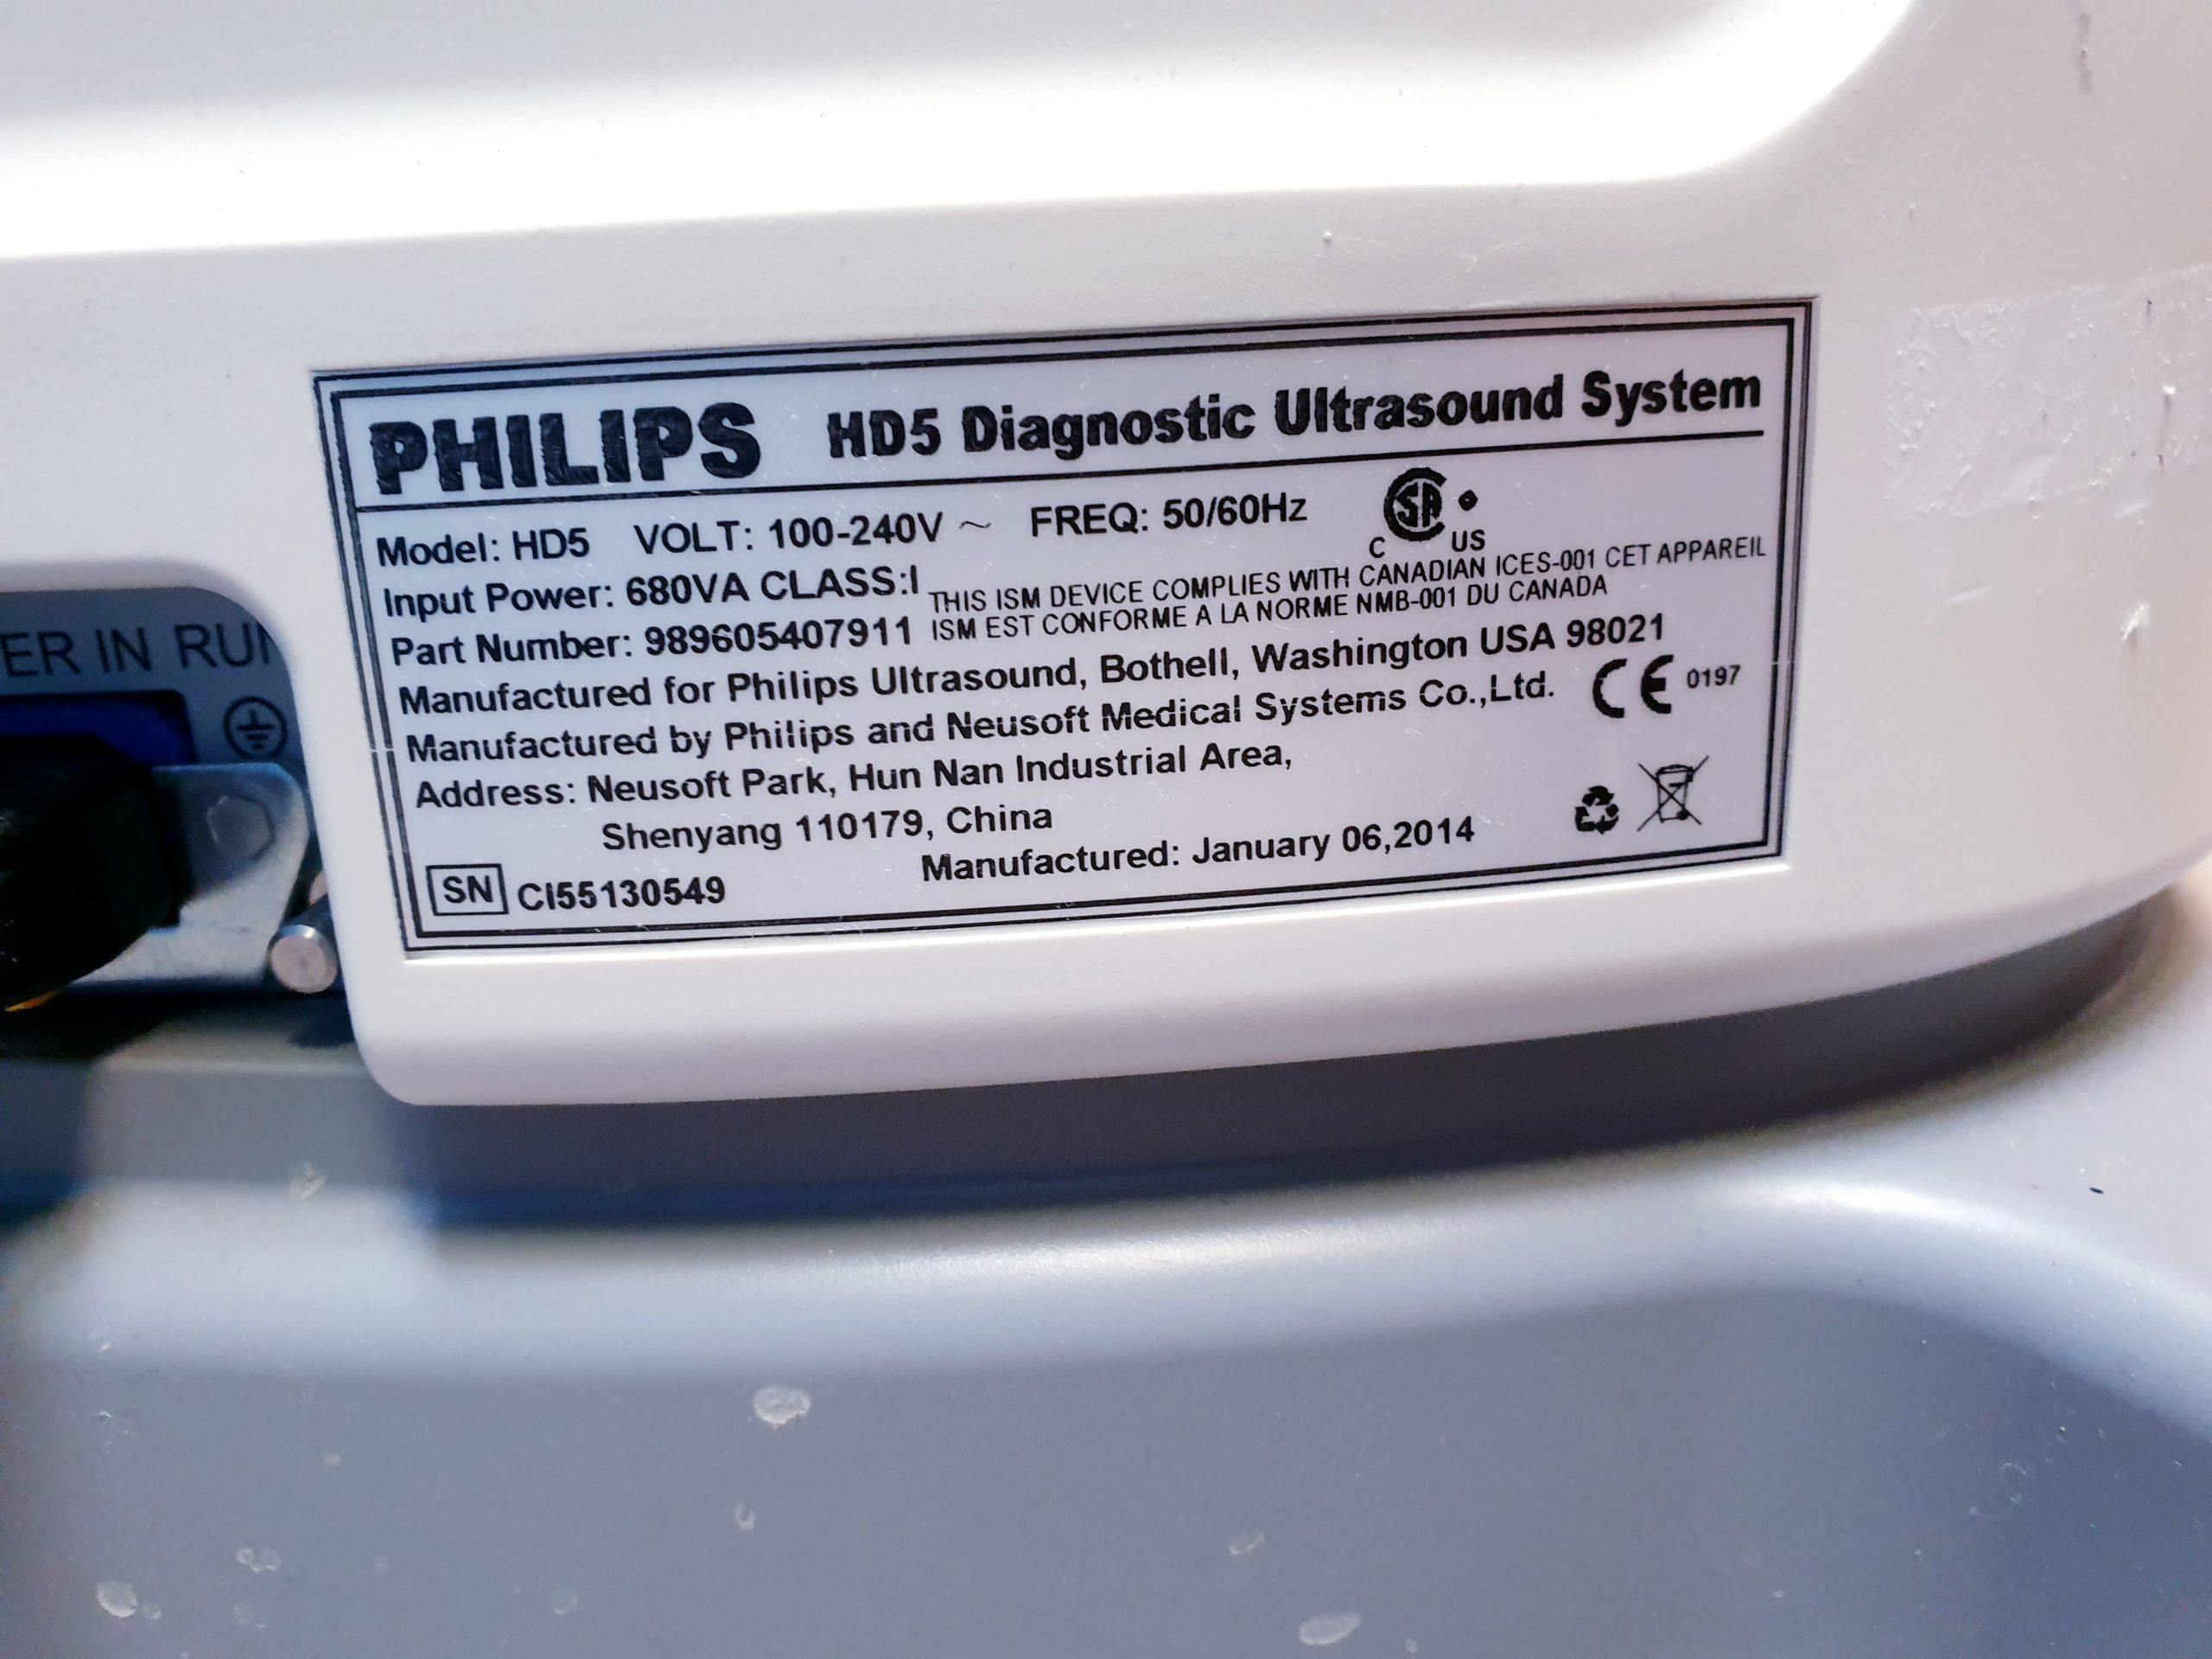 PHILIPS HD5 Diagnostic Ultrasound System
Model: HD5 VOLT: 100-240V ~ FREQ: 50/60Hz
C US
Input Power: 680VA CLASS:I
THIS ISM DEVICE COMPLIES WITH CANADIAN ICES-001 CET APPAREIL
ISM EST CONFORME A LA NORME NMB-001 DU CANADA
Part Number: 989605407911
Manufactured for Philips Ultrasound, Bothell, Washington USA 98021
Manufactured by Philips and Neusoft Medical Systems Co.,Ltd.
CE 0197
Address: Neusoft Park, Hun Nan Industrial Area,
Shenyang 110179, China
Manufactured: January 06,2014
SN CI55130549
IN